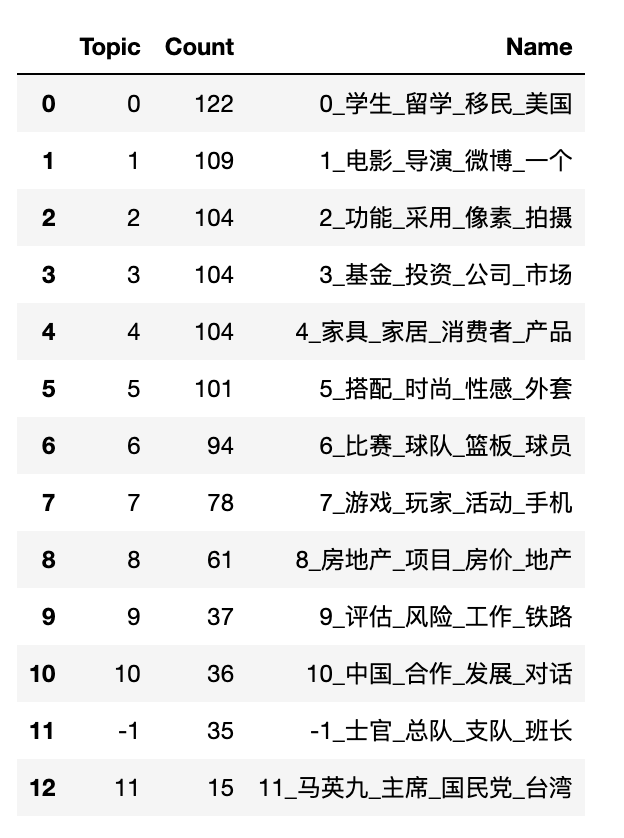 Topic Count Name
0 0 122 0_学生_留学_移民_美国
1 1 109 1_电影_导演_微博_一个
2 2 104 2_功能_采用_像素_拍摄
3 3 104 3_基金_投资_公司_市场
4 4 104 4_家具_家居_消费者_产品
5 5 101 5_搭配_时尚_性感_外套
6 6 94 6_比赛_球队_篮板_球员
7 7 78 7_游戏_玩家_活动_手机
8 8 61 8_房地产_项目_房价_地产
9 9 37 9_评估_风险_工作_铁路
10 10 36 10_中国_合作_发展_对话
11 -1 35 -1_士官_总队_支队_班长
12 11 15 11_马英九_主席_国民党_台湾